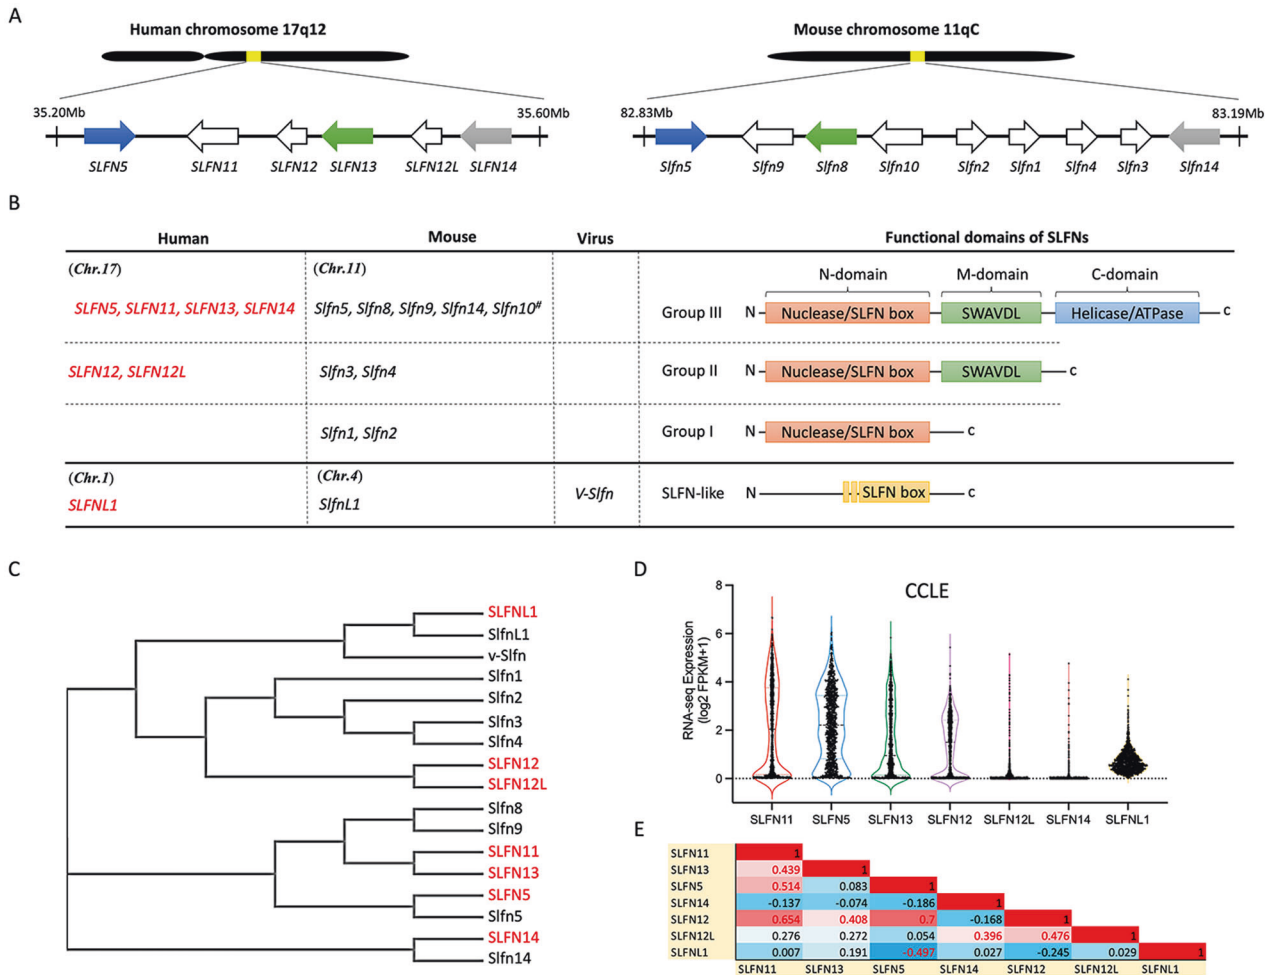 A
Human chromosome 17q12
Mouse chromosome 11qC
35.20Mb
35.60Mb
82.83Mb
83.19Mb
SLFN5 SLFN11 SLFN12 SLFN13 SLFN12L SLFN14
Slfn5 Slfn9 Slfn8 Slfn10 Slfn2 Slfn1 Slfn4 Slfn3 Slfn14
B
Human Mouse Virus Functional domains of SLFNs
(Chr.17) (Chr.11)
N-domain M-domain C-domain
SLFN5, SLFN11, SLFN13, SLFN14 Slfn5, Slfn8, Slfn9, Slfn14, Slfn10# Group III N Nuclease/SLFN box SWAVDL Helicase/ATPase C
SLFN12, SLFN12L Slfn3, Slfn4 Group II N Nuclease/SLFN box SWAVDL C
Slfn1, Slfn2 Group I N Nuclease/SLFN box C
(Chr.1) (Chr.4)
SLFNL1 SlfnL1 V-Slfn SLFN-like N SLFN box C
C
SLFNL1
SlfnL1
v-Slfn
Slfn1
Slfn2
Slfn3
Slfn4
SLFN12
SLFN12L
Slfn8
Slfn9
SLFN11
SLFN13
SLFN5
Slfn5
SLFN14
Slfn14
D
CCLE
RNA-seq Expression
(log2 FPKM+1)
8
6
4
2
0
SLFN11 SLFN5 SLFN13 SLFN12 SLFN12L SLFN14 SLFNL1
E
SLFN11 1
SLFN13 0.439 1
SLFN5 0.514 0.083 1
SLFN14 -0.137 -0.074 -0.186 1
SLFN12 0.654 0.408 0.7 -0.168 1
SLFN12L 0.276 0.272 0.054 0.396 0.476 1
SLFNL1 0.007 0.191 -0.497 0.027 -0.245 0.029 1
SLFN11 SLFN13 SLFN5 SLFN14 SLFN12 SLFN12L SLFNL1